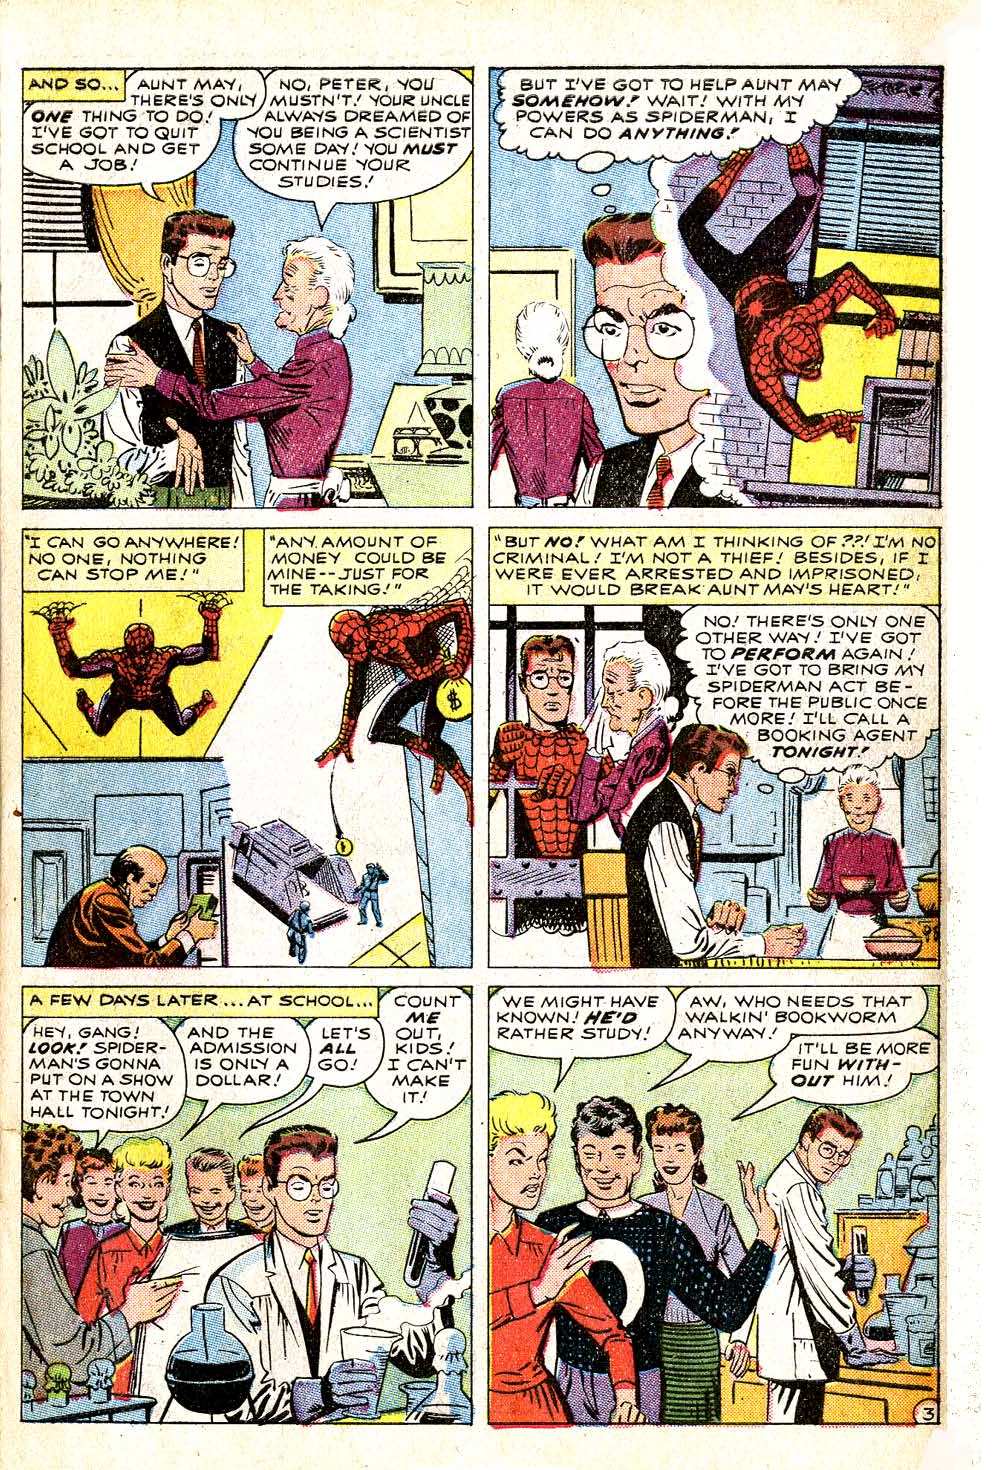 AND SO...
AUNT MAY,
THERE'S ONLY
ONE THING TO DO!
I'VE GOT TO QUIT
SCHOOL AND GET
A JOB!
NO, PETER, YOU
MUSTN'T! YOUR UNCLE
ALWAYS DREAMED OF
YOU BEING A SCIENTIST
SOME DAY! YOU MUST
CONTINUE YOUR
STUDIES!
BUT I'VE GOT TO HELP AUNT MAY
SOMEHOW! WAIT! WITH MY
POWERS AS SPIDERMAN, I
CAN DO ANYTHING!
"I CAN GO ANYWHERE!
NO ONE, NOTHING
CAN STOP ME!"
"ANY AMOUNT OF
MONEY COULD BE
MINE--JUST FOR
THE TAKING!"
$
"BUT NO! WHAT AM I THINKING OF??! I'M NO
CRIMINAL! I'M NOT A THIEF! BESIDES, IF I
WERE EVER ARRESTED AND IMPRISONED,
IT WOULD BREAK AUNT MAY'S HEART!"
NO! THERE'S ONLY ONE
OTHER WAY! I'VE GOT
TO PERFORM AGAIN!
I'VE GOT TO BRING MY
SPIDERMAN ACT BE-
FORE THE PUBLIC ONCE
MORE! I'LL CALL A
BOOKING AGENT
TONIGHT!
A FEW DAYS LATER... AT SCHOOL...
HEY, GANG!
LOOK! SPIDER-
MAN'S GONNA
PUT ON A SHOW
AT THE TOWN
HALL TONIGHT!
AND THE
ADMISSION
IS ONLY A
DOLLAR!
LET'S
ALL
GO!
COUNT
ME
OUT,
KIDS!
I CAN'T
MAKE
IT!
WE MIGHT HAVE
KNOWN! HE'D
RATHER STUDY!
AW, WHO NEEDS THAT
WALKIN' BOOKWORM
ANYWAY!
IT'LL BE MORE
FUN WITH-
OUT HIM!
3